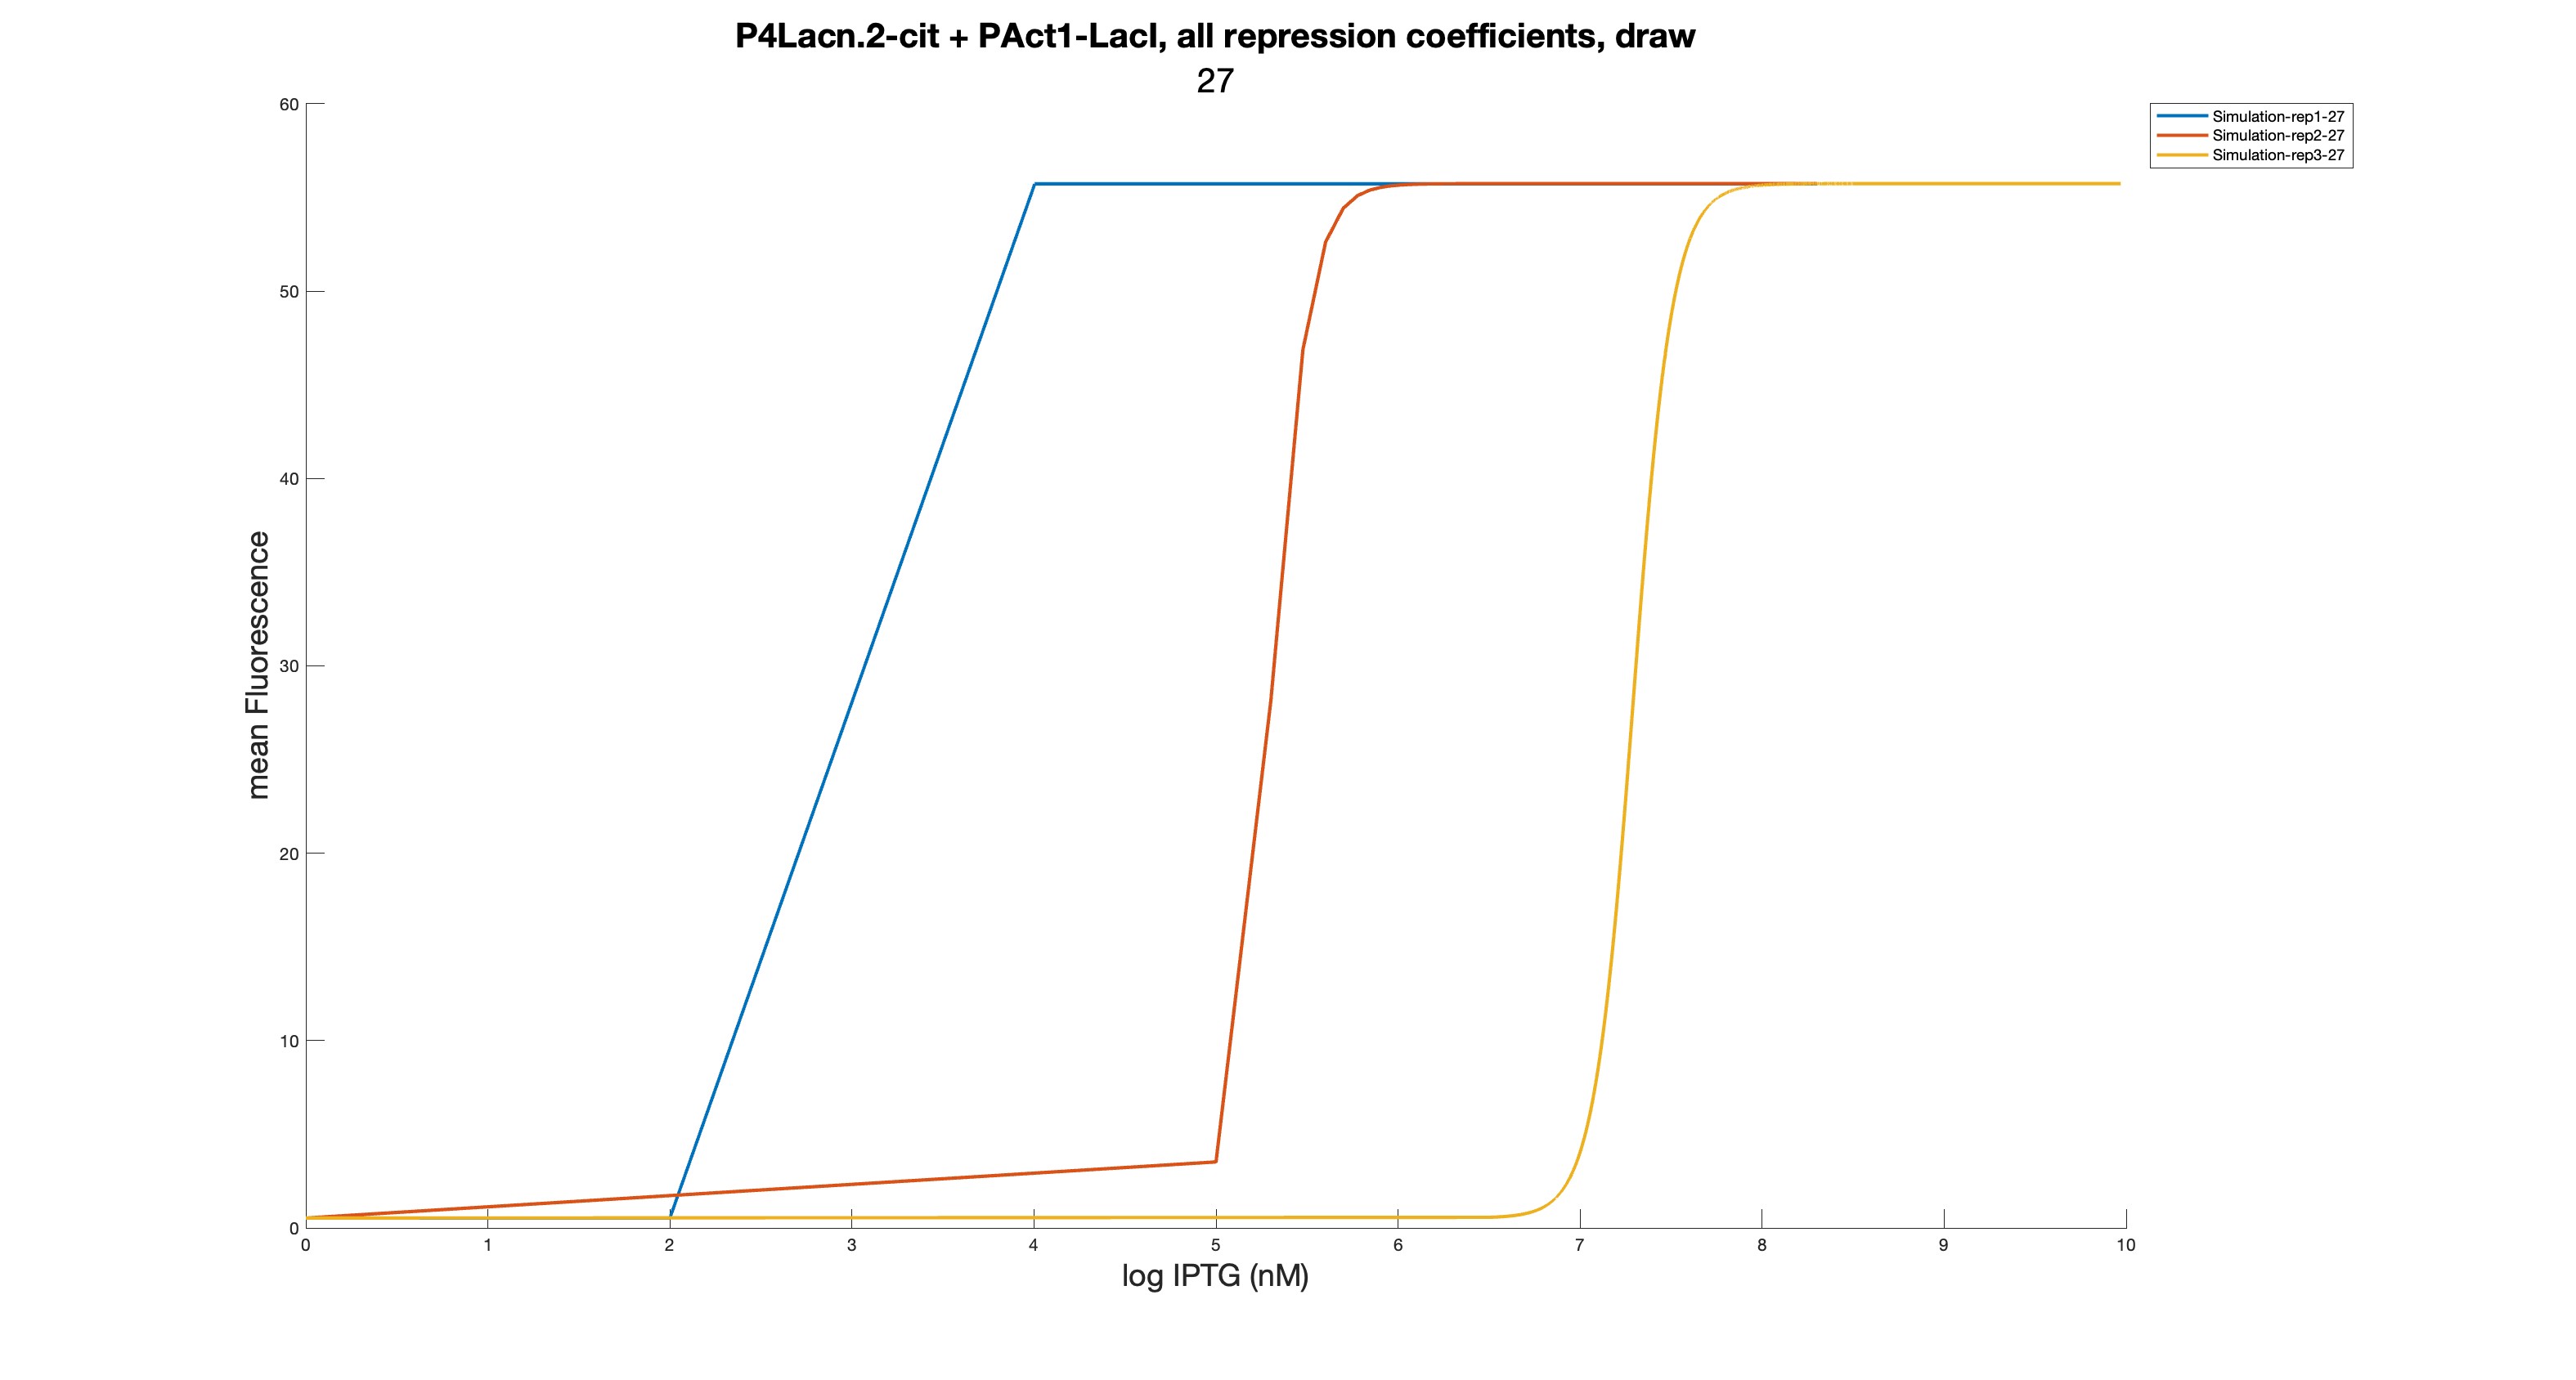 P4Lacn.2-cit + PAct1-LacI, all repression coefficients, draw
27
Simulation-rep1-27
Simulation-rep2-27
Simulation-rep3-27
mean Fluorescence
60
50
40
30
20
10
0
0 1 2 3 4 5 6 7 8 9 10
log IPTG (nM)